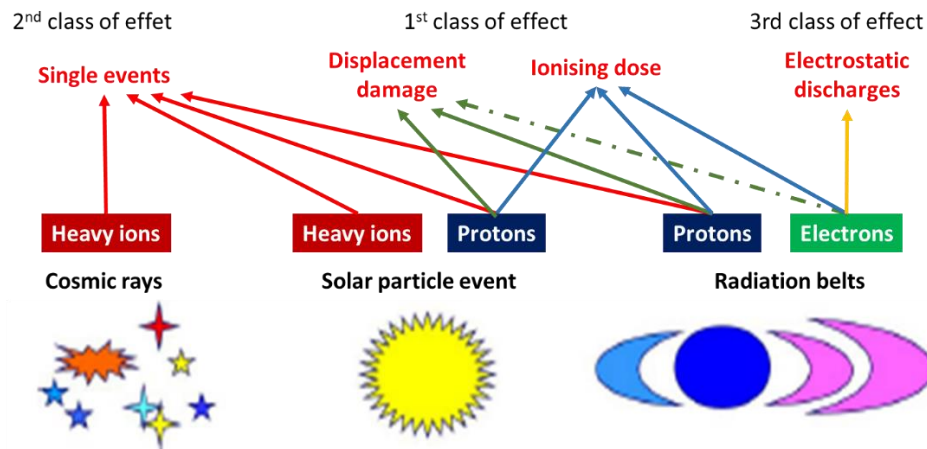 2nd class of effet
1st class of effect
3rd class of effect
Single events
Displacement
damage
Ionising dose
Electrostatic
discharges
Heavy ions
Heavy ions
Protons
Protons
Electrons
Cosmic rays
Solar particle event
Radiation belts